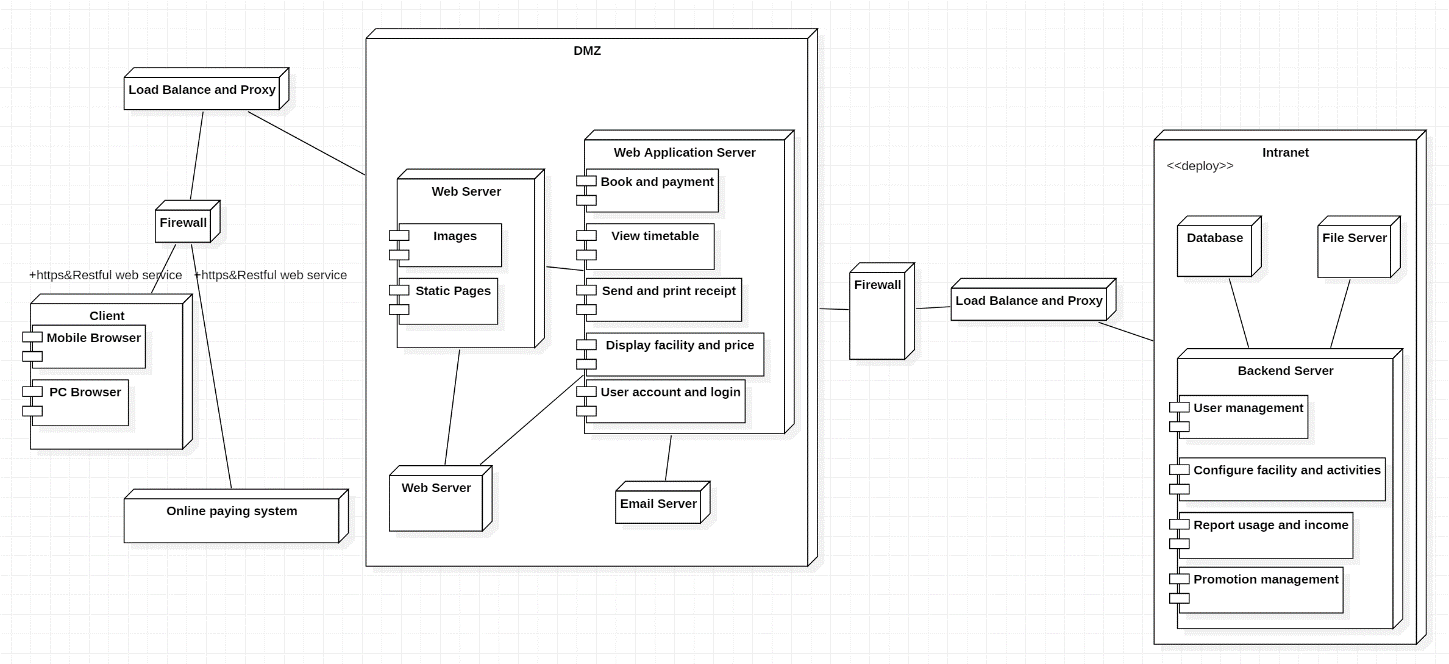 Load Balance and Proxy
Firewall
+https&Restful web service
+https&Restful web service
Client
Mobile Browser
PC Browser
Online paying system
DMZ
Web Server
Images
Static Pages
Web Application Server
Book and payment
View timetable
Send and print receipt
Display facility and price
User account and login
Web Server
Email Server
Firewall
Load Balance and Proxy
Intranet
<<deploy>>
Database
File Server
Backend Server
User management
Configure facility and activities
Report usage and income
Promotion management